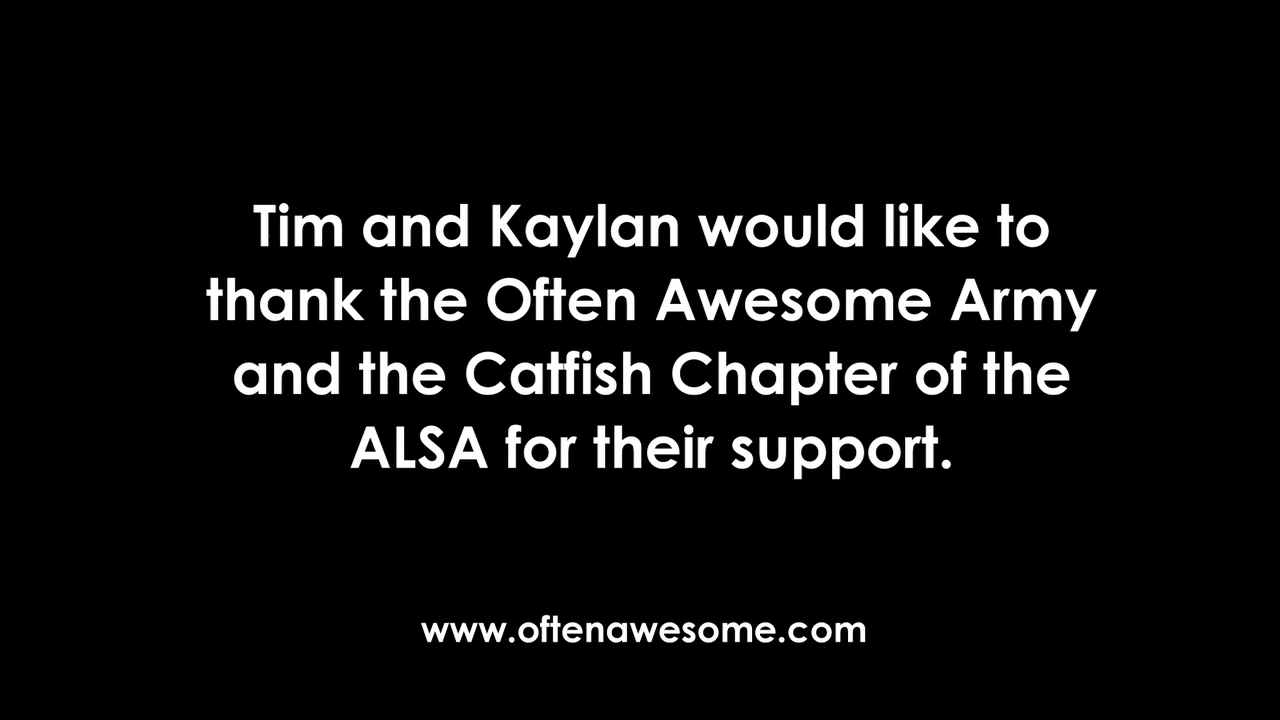 Tim and Kaylan would like to
thank the Often Awesome Army
and the Catfish Chapter of the
ALSA for their support.
www.oftenawesome.com